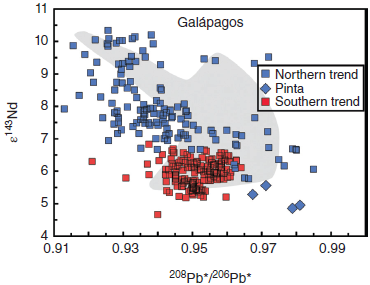 Galápagos
Northern trend
Pinta
Southern trend
11
10
9
8
7
6
5
4
ε¹⁴³Nd
0.91
0.93
0.95
0.97
0.99
²⁰⁸Pb*/²⁰⁶Pb*